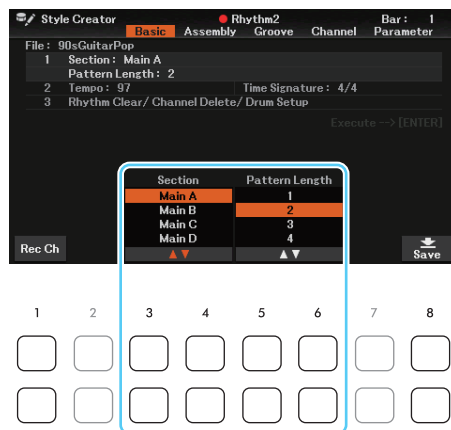 Style Creator Rhythm2 Bar: 1
Basic Assembly Groove Channel Parameter
File: 90sGuitarPop
1 Section: Main A
Pattern Length: 2
2 Tempo: 97 Time Signature: 4/4
3 Rhythm Clear/ Channel Delete/ Drum Setup
Execute -->[ENTER]
Section Pattern Length
Main A 1
Main B 2
Main C 3
Main D 4
Rec Ch ▲▼ ▲▼ Save
1 2 3 4 5 6 7 8